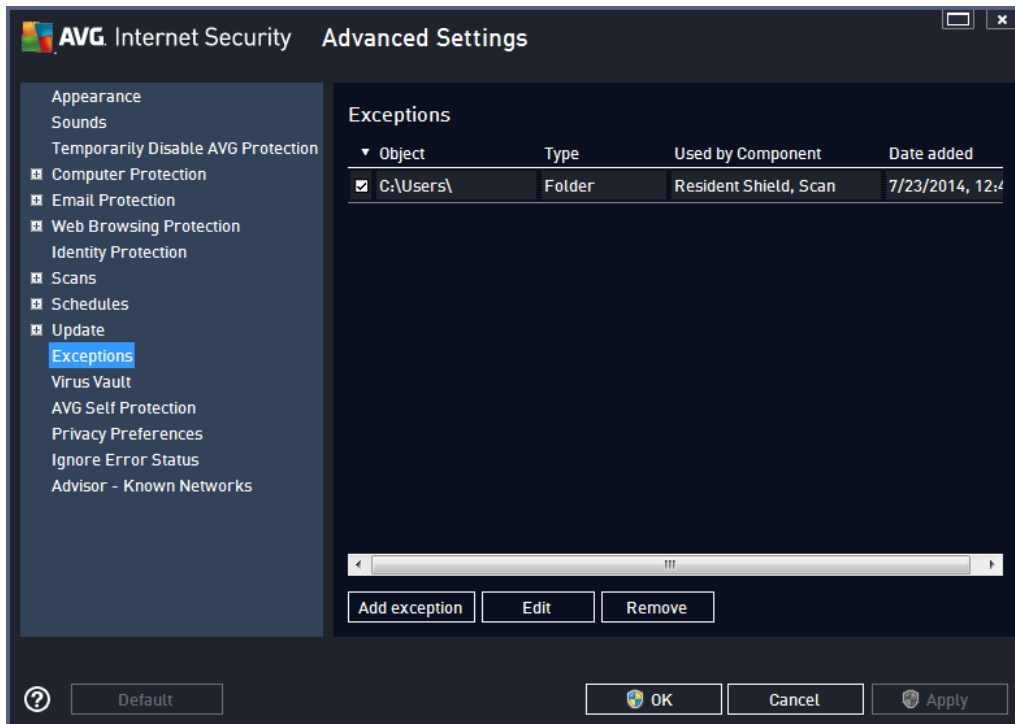 AVG. Internet Security Advanced Settings
Appearance
Sounds
Temporarily Disable AVG Protection
Computer Protection
Email Protection
Web Browsing Protection
Identity Protection
Scans
Schedules
Update
Exceptions
Virus Vault
AVG Self Protection
Privacy Preferences
Ignore Error Status
Advisor - Known Networks
Exceptions
Object Type Used by Component Date added
C:\Users\ Folder Resident Shield, Scan 7/23/2014, 12:4
Add exception Edit Remove
Default OK Cancel Apply